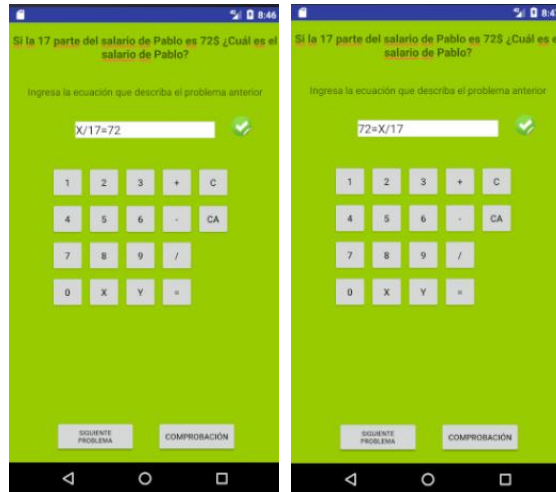 8:46
Si la 17 parte del salario de Pablo es 72$ ¿Cuál es el
salario de Pablo?
Ingresa la ecuación que describa el problema anterior
X/17=72
1 2 3 + C
4 5 6 - CA
7 8 9 /
0 X Y =
SIGUIENTE
PROBLEMA
COMPROBACIÓN
8:4
Si la 17 parte del salario de Pablo es 72$ ¿Cuál es e
salario de Pablo?
Ingresa la ecuación que describa el problema anterior
72=X/17
1 2 3 + C
4 5 6 - CA
7 8 9 /
0 X Y =
SIGUIENTE
PROBLEMA
COMPROBACIÓN